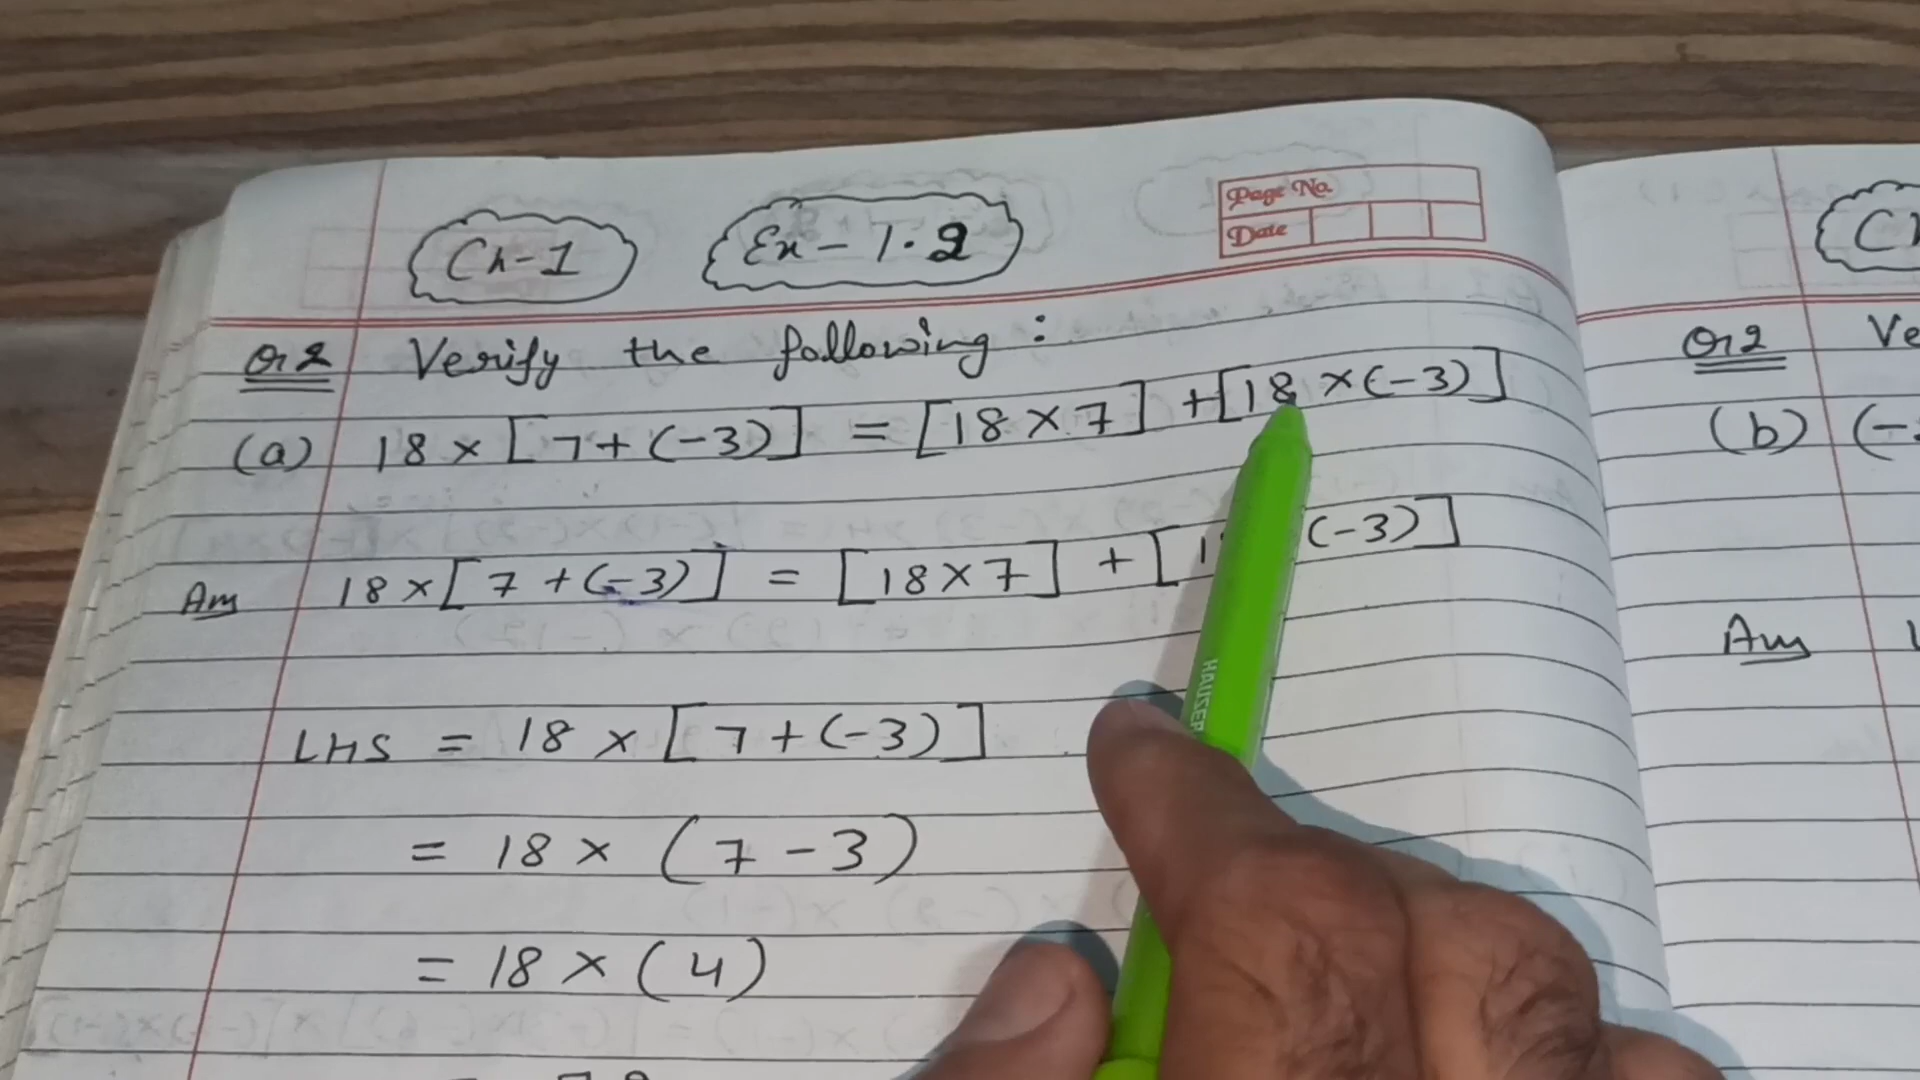 Ch-1 Ex-1.2
Page No.
Date
Q.2 Verify the following:
(a) 18 × [7+(-3)] = [18×7] + [18×(-3)]
Ans 18×[7+(-3)] = [18×7] + [1 (-3)]
LHS = 18 × [7+(-3)]
= 18 × (7-3)
= 18 × (4)
HAUSER
Q.2 Ve
(b) (-
Ans